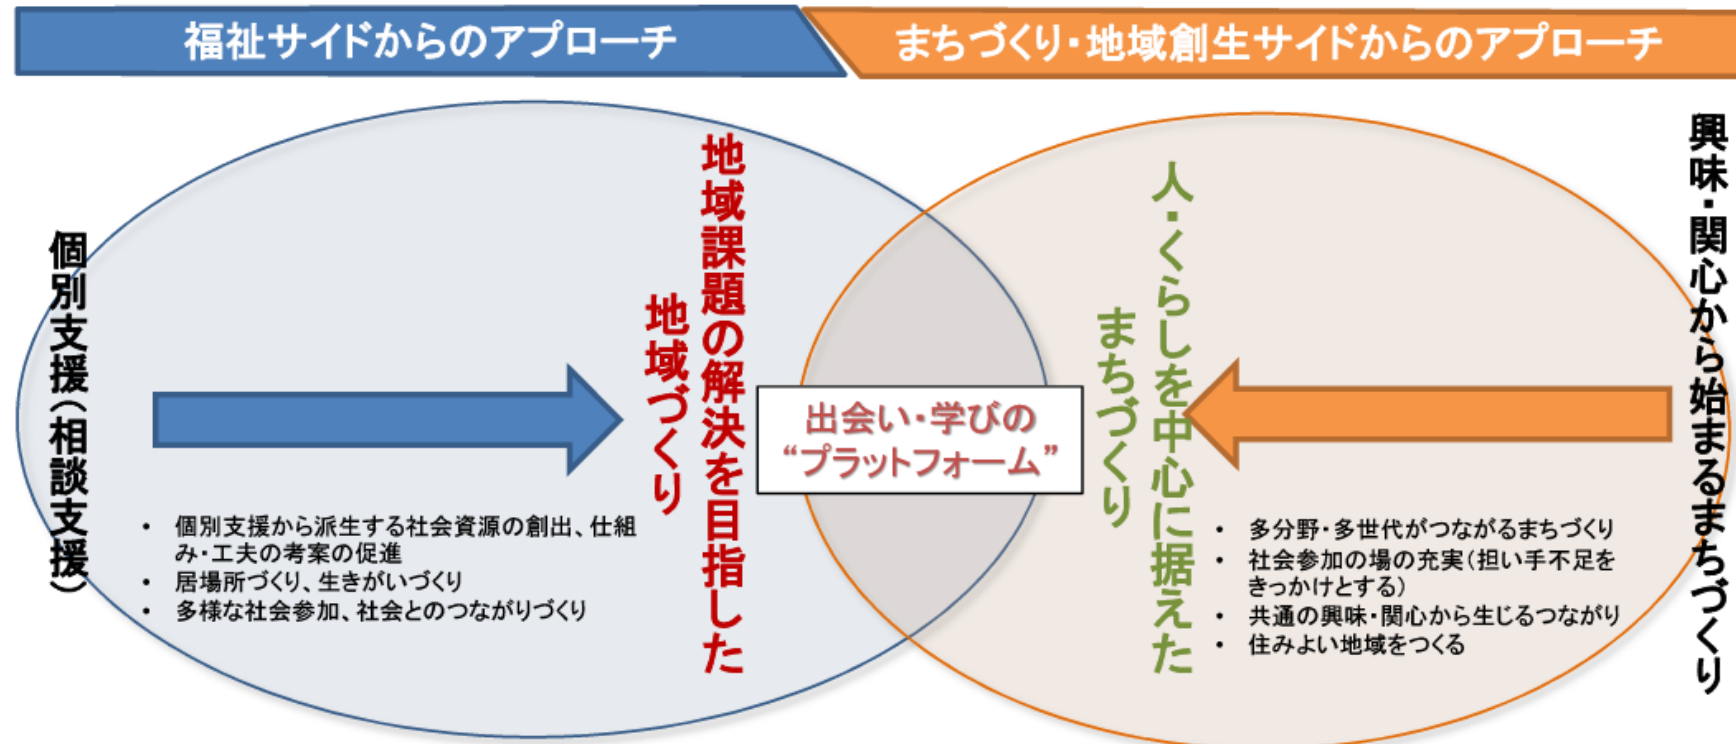 福祉サイドからのアプローチ
まちづくり・地域創生サイドからのアプローチ
個別支援(相談支援)
地域課題の解決を目指した
地域づくり
• 個別支援から派生する社会資源の創出、仕組
み・工夫の考案の促進
• 居場所づくり、生きがいづくり
• 多様な社会参加、社会とのつながりづくり
出会い・学びの
“プラットフォーム”
人・くらしを中心に据えた
まちづくり
• 多分野・多世代がつながるまちづくり
• 社会参加の場の充実(担い手不足を
きっかけとする)
• 共通の興味・関心から生じるつながり
• 住みよい地域をつくる
興味・関心から始まるまちづくり